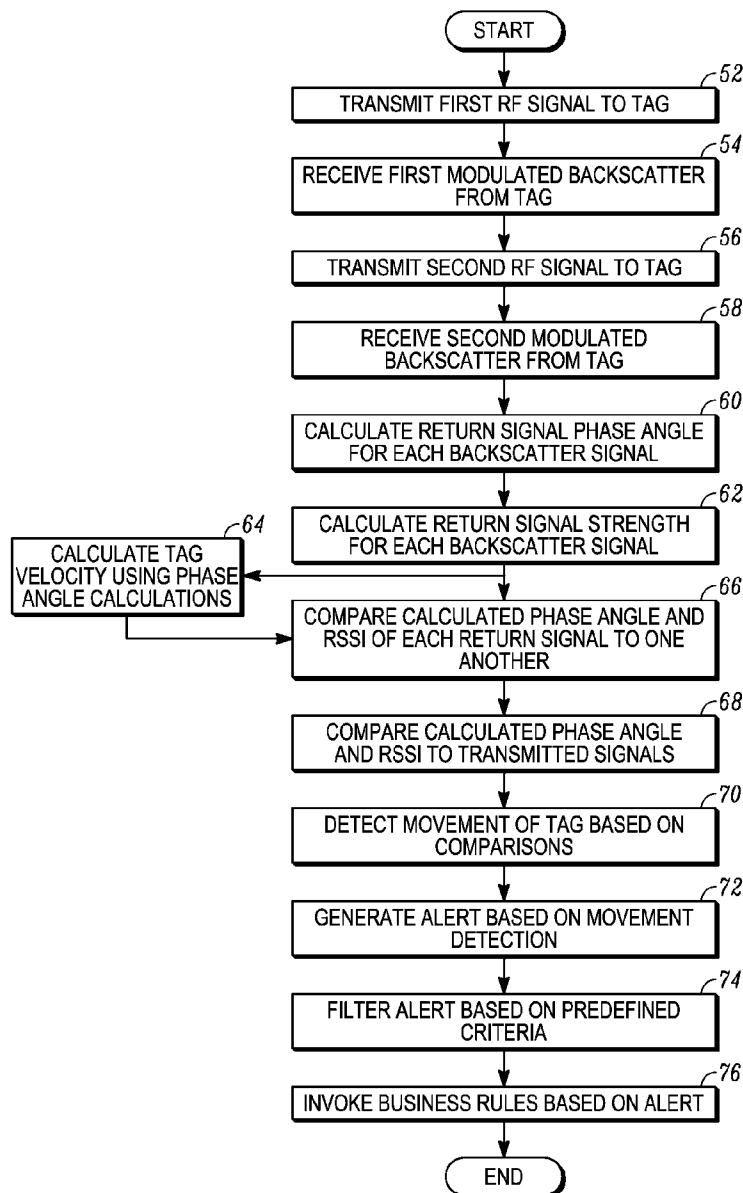 START
52
TRANSMIT FIRST RF SIGNAL TO TAG
54
RECEIVE FIRST MODULATED BACKSCATTER
FROM TAG
56
TRANSMIT SECOND RF SIGNAL TO TAG
58
RECEIVE SECOND MODULATED
BACKSCATTER FROM TAG
60
CALCULATE RETURN SIGNAL PHASE ANGLE
FOR EACH BACKSCATTER SIGNAL
62
CALCULATE RETURN SIGNAL STRENGTH
FOR EACH BACKSCATTER SIGNAL
64
CALCULATE TAG
VELOCITY USING PHASE
ANGLE CALCULATIONS
66
COMPARE CALCULATED PHASE ANGLE AND
RSSI OF EACH RETURN SIGNAL TO ONE
ANOTHER
68
COMPARE CALCULATED PHASE ANGLE
AND RSSI TO TRANSMITTED SIGNALS
70
DETECT MOVEMENT OF TAG BASED ON
COMPARISONS
72
GENERATE ALERT BASED ON MOVEMENT
DETECTION
74
FILTER ALERT BASED ON PREDEFINED
CRITERIA
76
INVOKE BUSINESS RULES BASED ON ALERT
END